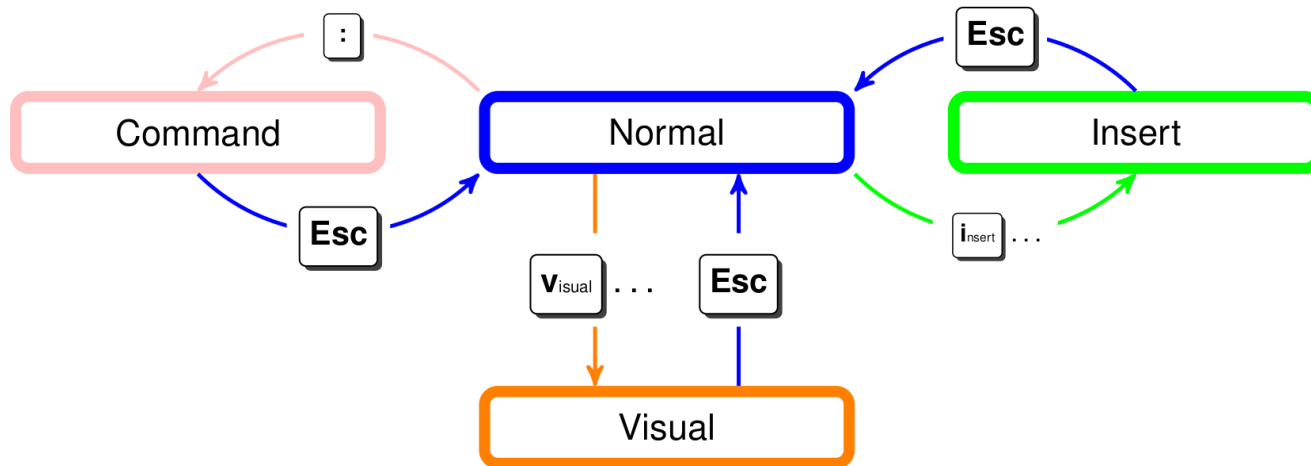 :
Esc
Command
Normal
Insert
Esc
insert ...
visual ...
Esc
Visual